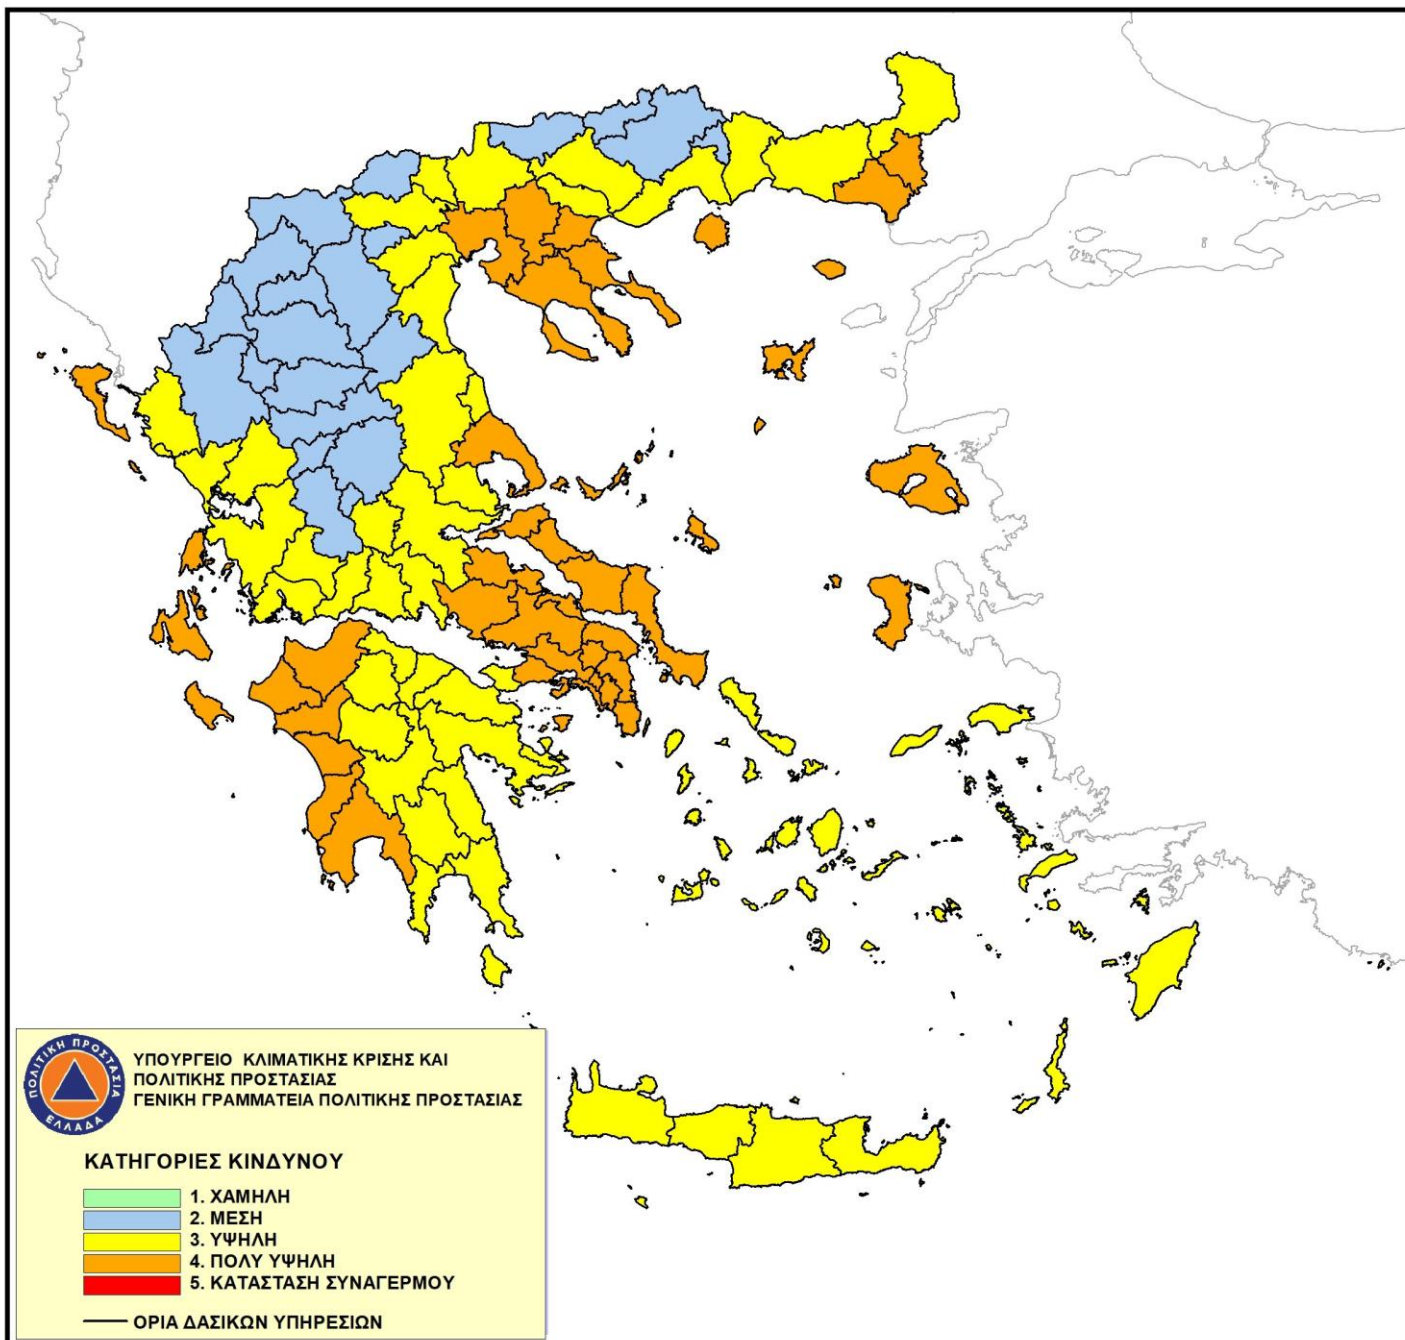 ΠΟΛΙΤΙΚΗ ΠΡΟΣΤΑΣΙΑ
ΕΛΛΑΔΑ
ΥΠΟΥΡΓΕΙΟ ΚΛΙΜΑΤΙΚΗΣ ΚΡΙΣΗΣ ΚΑΙ
ΠΟΛΙΤΙΚΗΣ ΠΡΟΣΤΑΣΙΑΣ
ΓΕΝΙΚΗ ΓΡΑΜΜΑΤΕΙΑ ΠΟΛΙΤΙΚΗΣ ΠΡΟΣΤΑΣΙΑΣ
ΚΑΤΗΓΟΡΙΕΣ ΚΙΝΔΥΝΟΥ
1. ΧΑΜΗΛΗ
2. ΜΕΣΗ
3. ΥΨΗΛΗ
4. ΠΟΛΥ ΥΨΗΛΗ
5. ΚΑΤΑΣΤΑΣΗ ΣΥΝΑΓΕΡΜΟΥ
ΟΡΙΑ ΔΑΣΙΚΩΝ ΥΠΗΡΕΣΙΩΝ